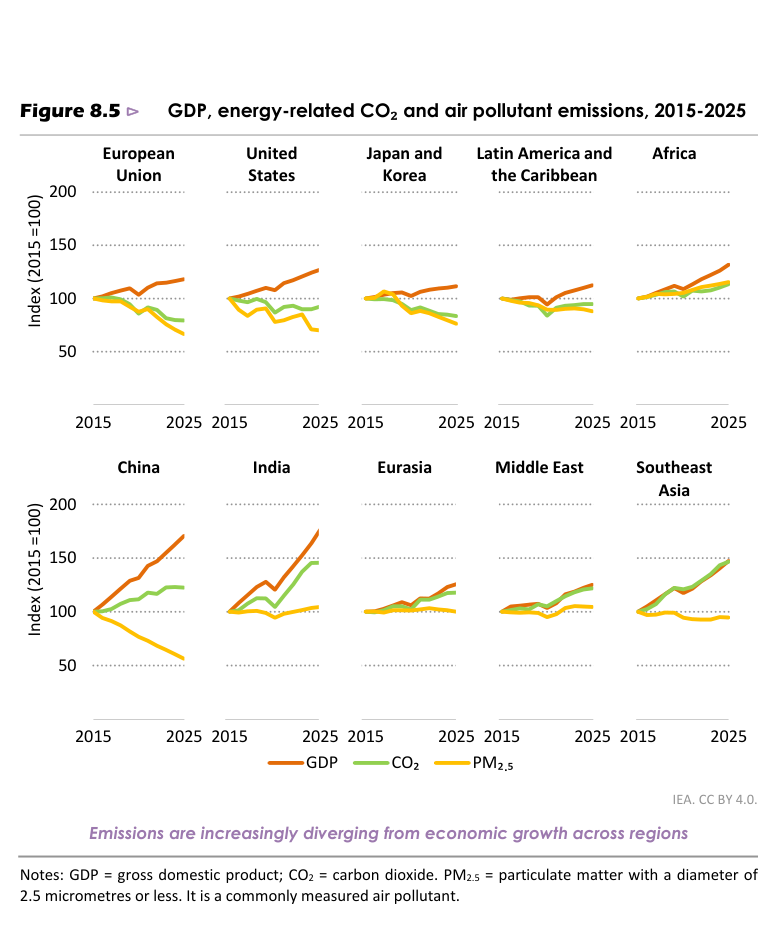 Figure 8.5 ▷ GDP, energy-related CO₂ and air pollutant emissions, 2015-2025
European Union
United States
Japan and Korea
Latin America and the Caribbean
Africa
Index (2015 =100)
200
150
100
50
2015 2025 2015 2025 2015 2025 2015 2025 2015 2025
China
India
Eurasia
Middle East
Southeast Asia
Index (2015 =100)
200
150
100
50
2015 2025 2015 2025 2015 2025 2015 2025 2015 2025
GDP CO₂ PM₂.₅
IEA. CC BY 4.0.
Emissions are increasingly diverging from economic growth across regions
Notes: GDP = gross domestic product; CO₂ = carbon dioxide. PM₂.₅ = particulate matter with a diameter of
2.5 micrometres or less. It is a commonly measured air pollutant.